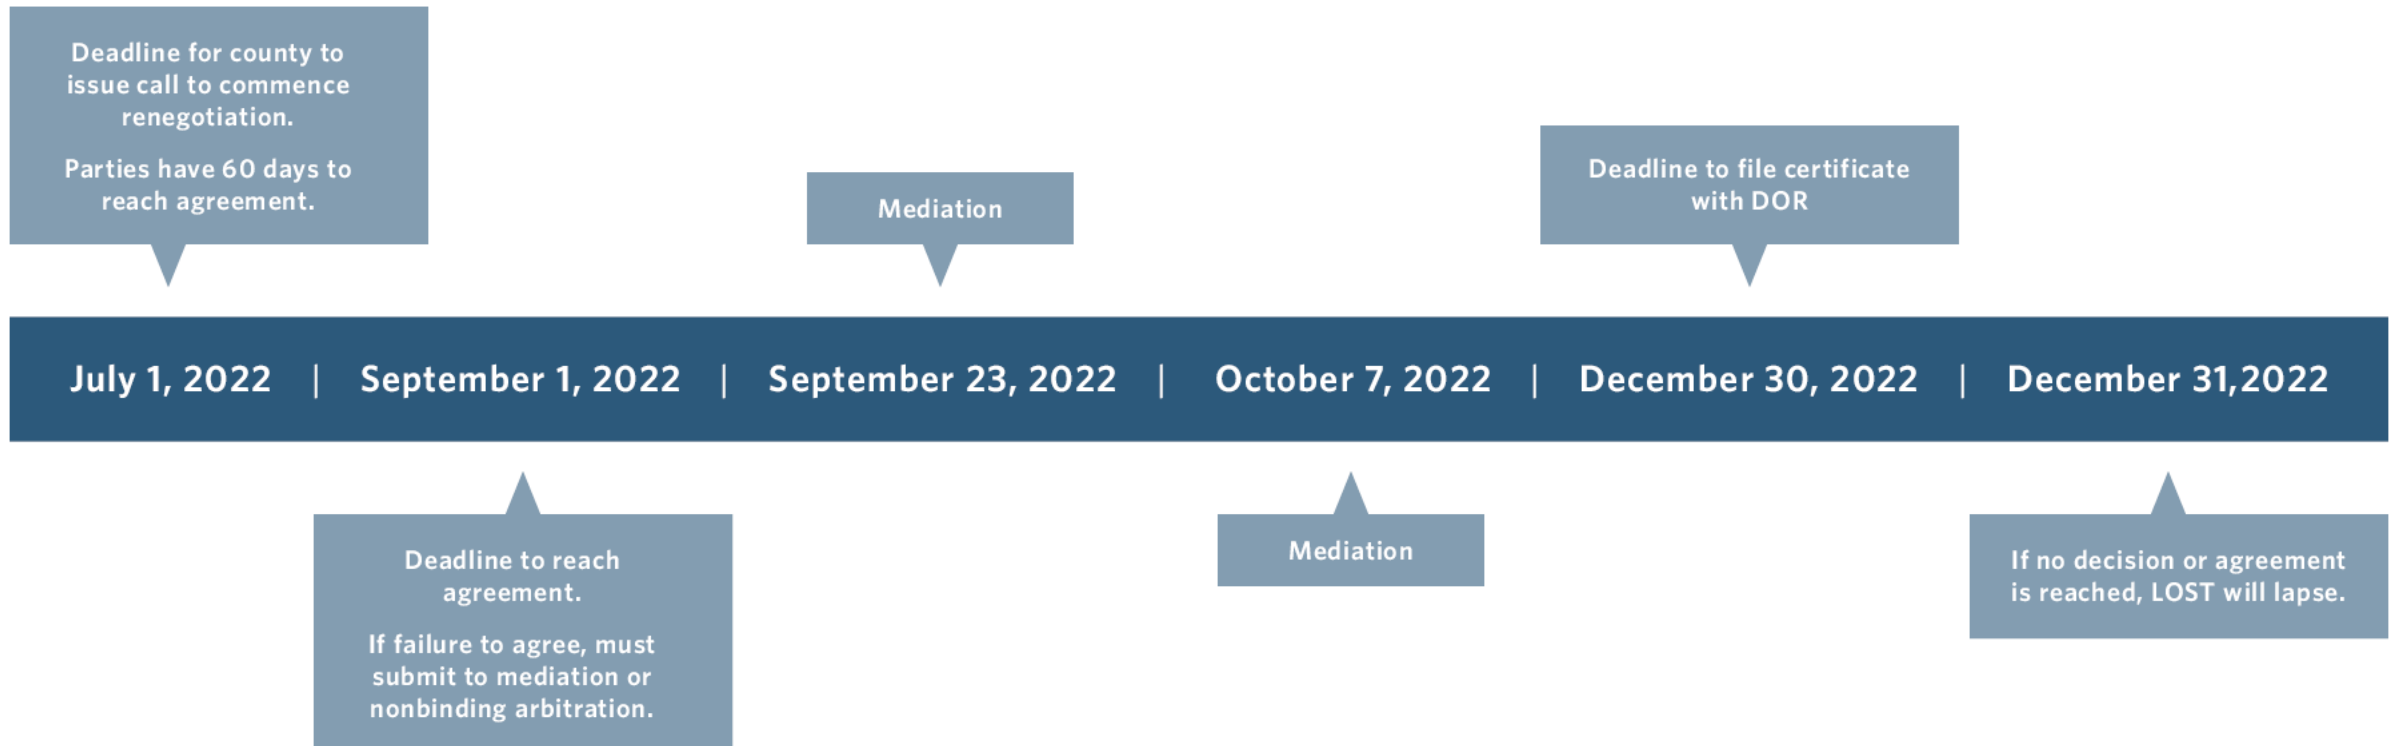 Deadline for county to
issue call to commence
renegotiation.
Parties have 60 days to
reach agreement.
Mediation
Deadline to file certificate
with DOR
July 1, 2022 | September 1, 2022 | September 23, 2022 | October 7, 2022 | December 30, 2022 | December 31,2022
Deadline to reach
agreement.
If failure to agree, must
submit to mediation or
nonbinding arbitration.
Mediation
If no decision or agreement
is reached, LOST will lapse.